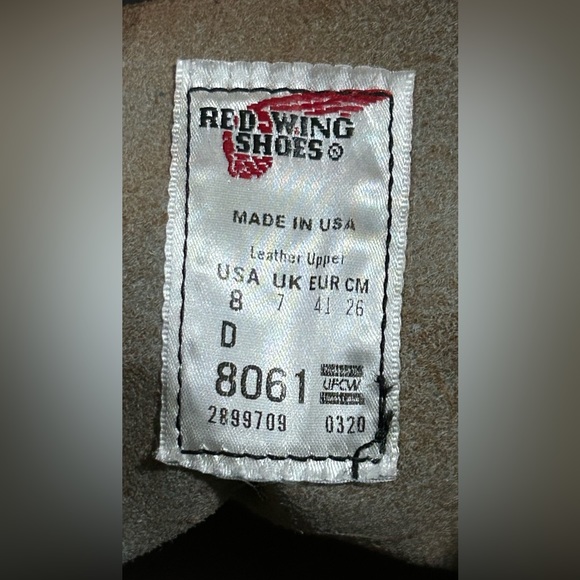 RED WING
SHOES®
MADE IN USA
Leather Upper
USA UK EUR CM
8 7 41 26
D
8061 UFCW
2899709 0320